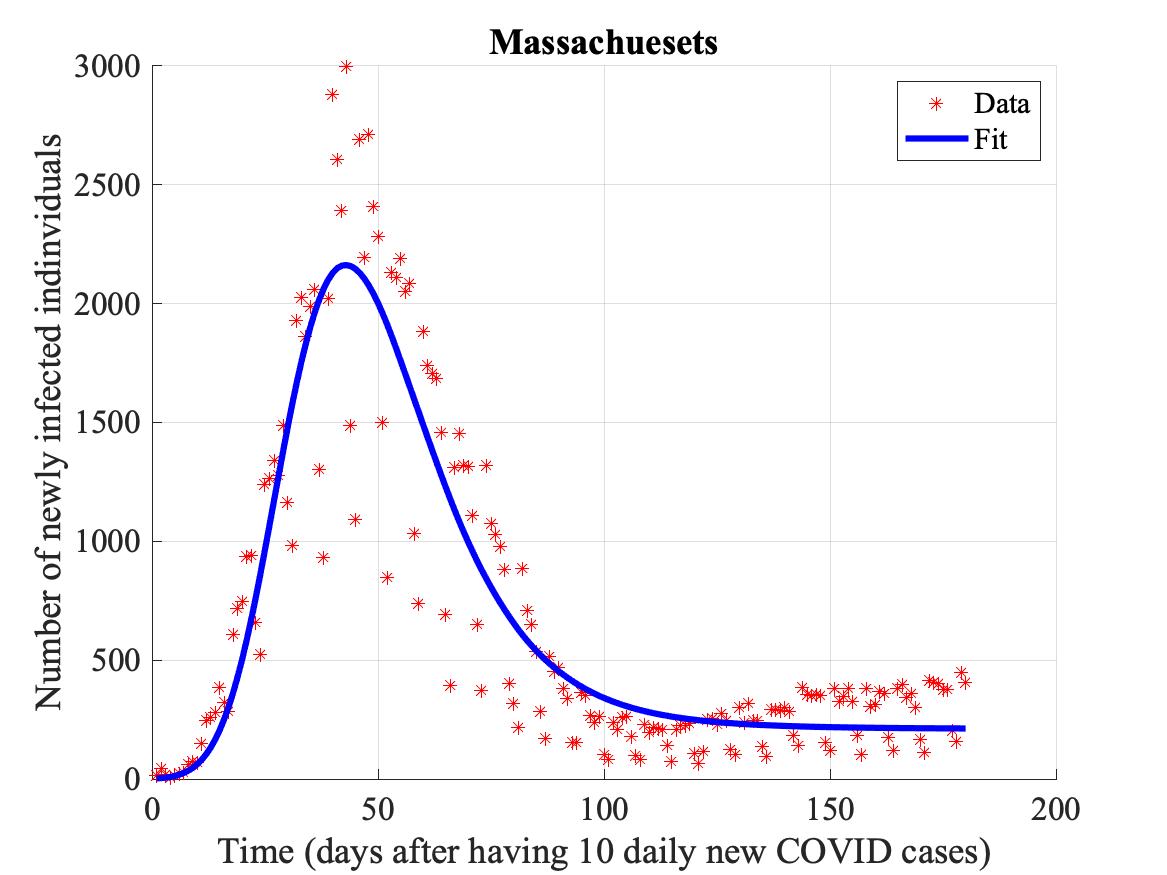 Massachuesets
3000
2500
2000
1500
1000
500
0
0 50 100 150 200
Number of newly infected indinviduals
Time (days after having 10 daily new COVID cases)
Data
Fit